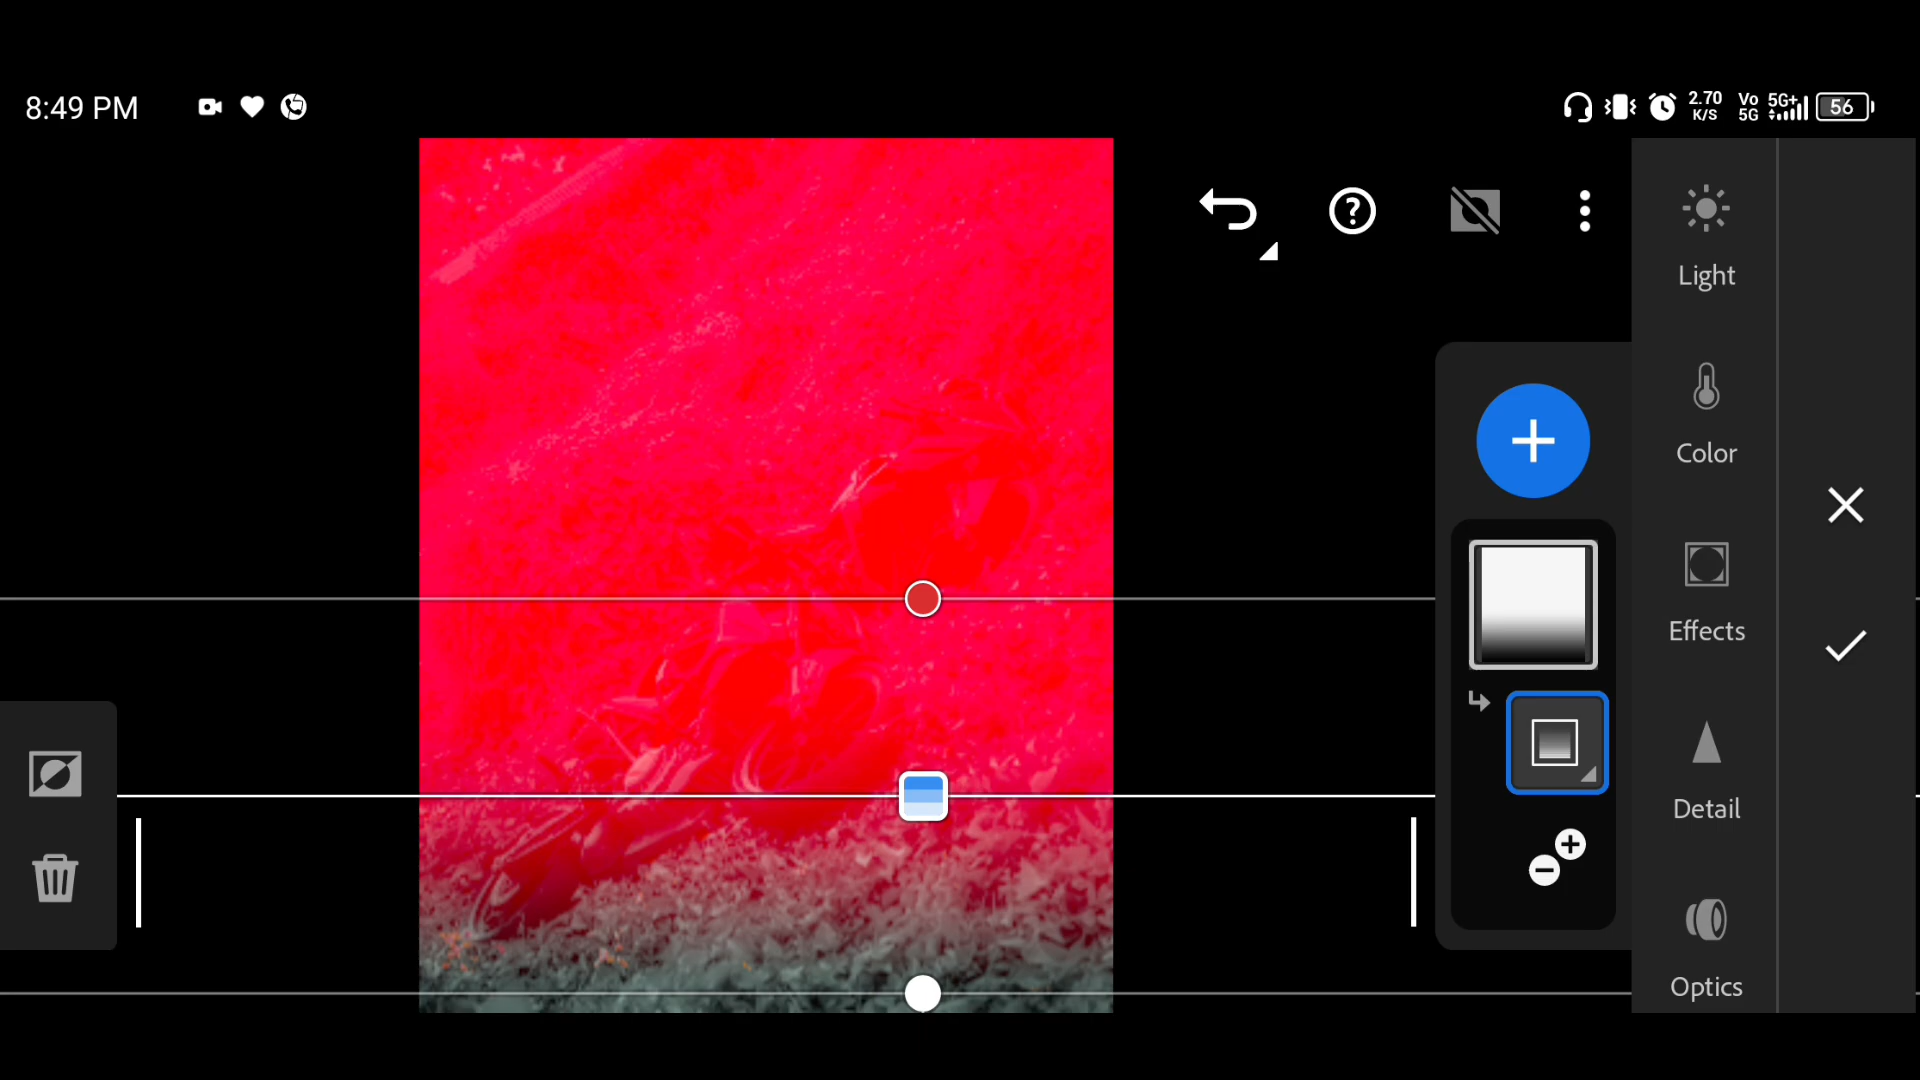 8:49 PM
2.70 K/S
Vo 5G
5G+
56
Light
Color
Effects
Detail
Optics